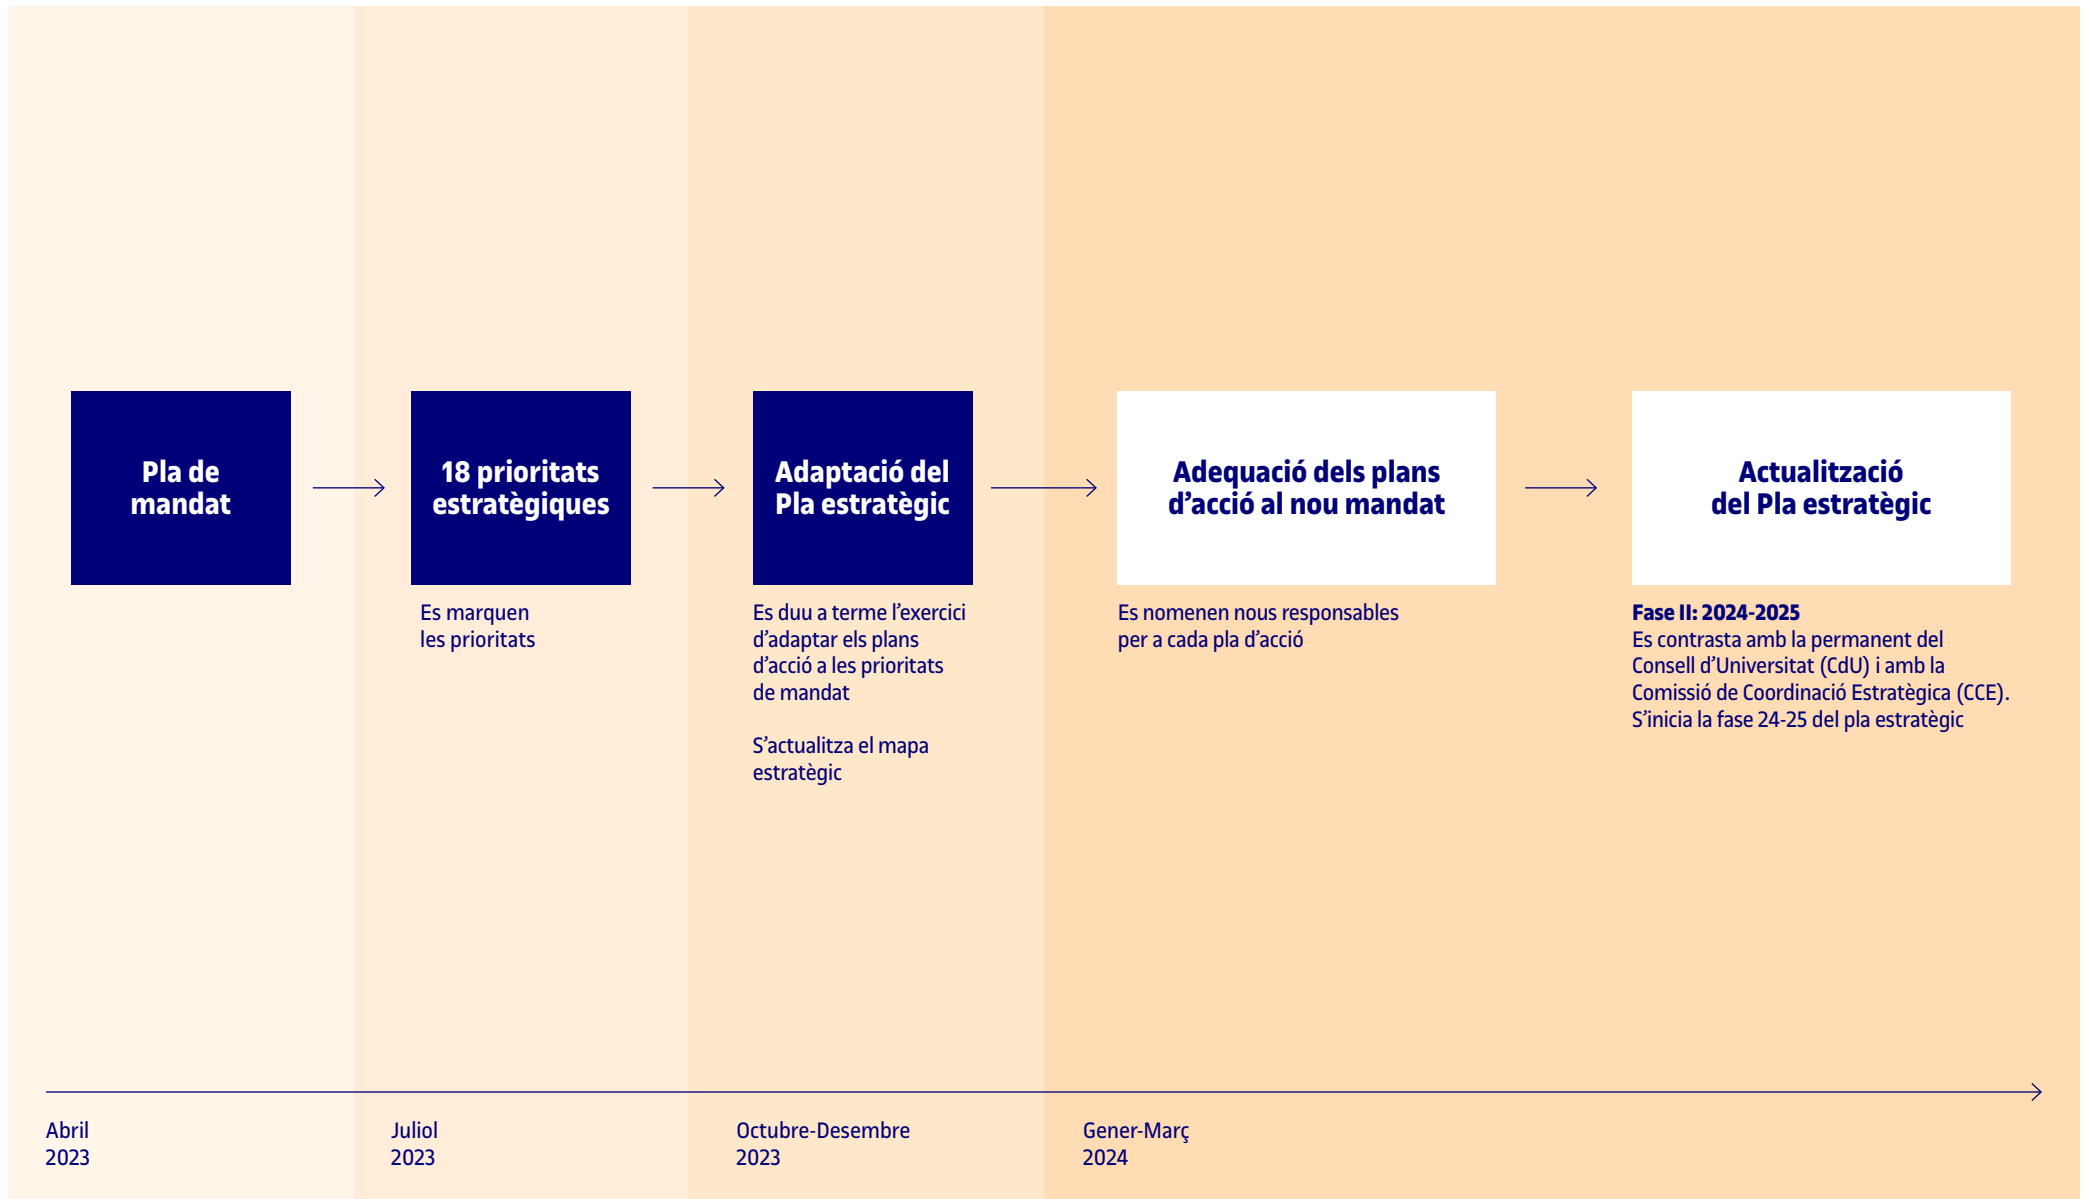 Pla de
mandat
18 prioritats
estratègiques
Es marquen
les prioritats
Adaptació del
Pla estratègic
Es duu a terme l’exercici
d’adaptar els plans
d’acció a les prioritats
de mandat
S’actualitza el mapa
estratègic
Adequació dels plans
d’acció al nou mandat
Es nomenen nous responsables
per a cada pla d’acció
Actualització
del Pla estratègic
Fase II: 2024-2025
Es contrasta amb la permanent del
Consell d’Universitat (CdU) i amb la
Comissió de Coordinació Estratègica (CCE).
S’inicia la fase 24-25 del pla estratègic
Abril
2023
Juliol
2023
Octubre-Desembre
2023
Gener-Març
2024